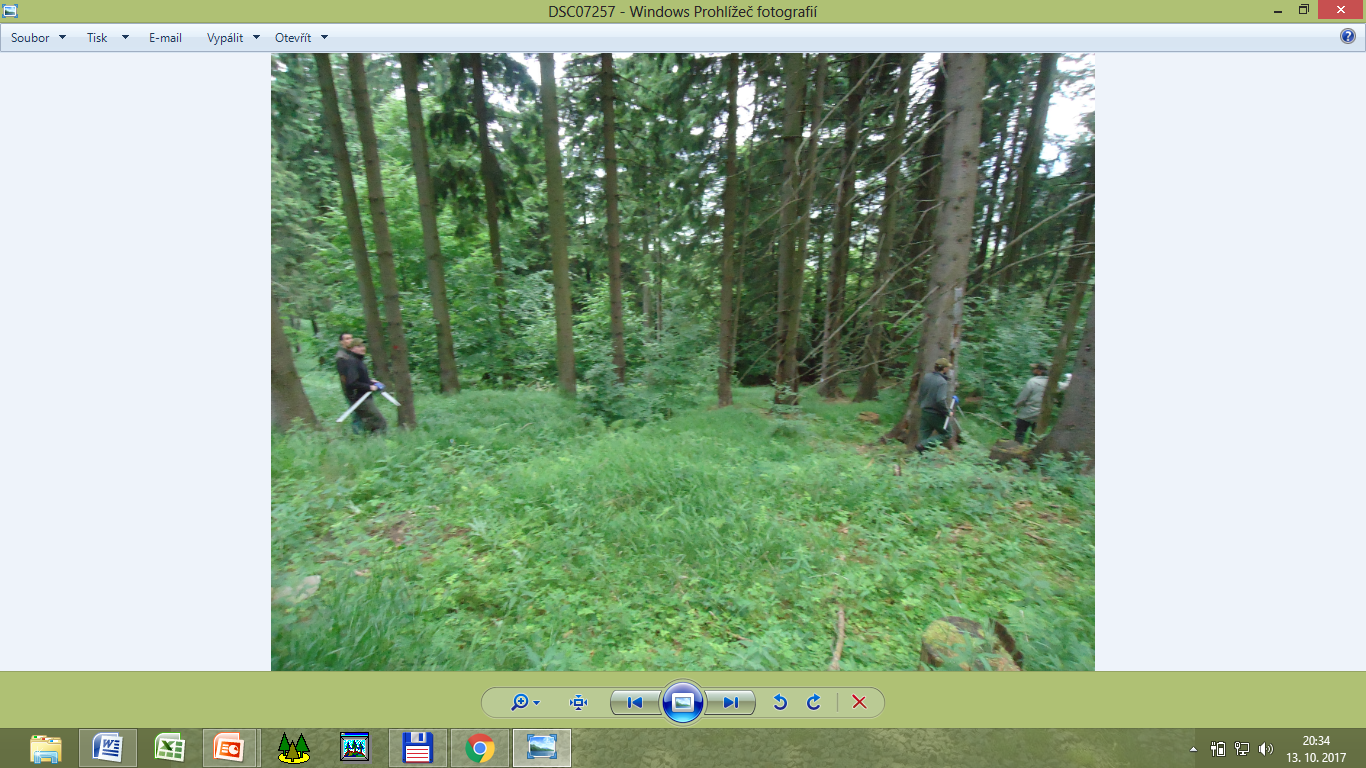 DSC07257 - Windows Prohlížeč fotografií
Soubor Tisk E-mail Vypálit Otevřít
20:34
13. 10. 2017